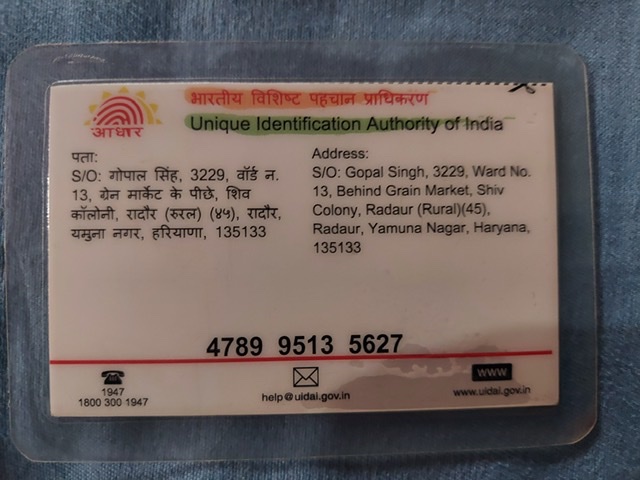 भारतीय विशिष्ट पहचान प्राधिकरण
आधार
Unique Identification Authority of India
पता:
S/O: गोपाल सिंह, 3229, वॉर्ड न.
13, ग्रेन मार्केट के पीछे, शिव
कॉलोनी, रादौर (रुरल) (४५), रादौर,
यमुना नगर, हरियाणा, 135133
Address:
S/O: Gopal Singh, 3229, Ward No.
13, Behind Grain Market, Shiv
Colony, Radaur (Rural)(45),
Radaur, Yamuna Nagar, Haryana,
135133
4789 9513 5627
1947
1800 300 1947
help@uidai.gov.in
www
www.uidai.gov.in